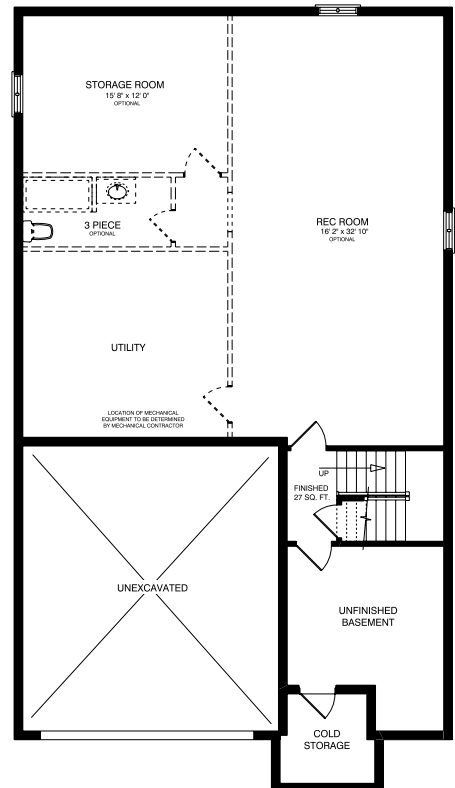 STORAGE ROOM
15' 8" x 12' 0"
OPTIONAL
3 PIECE
OPTIONAL
REC ROOM
16' 2" x 32' 10"
OPTIONAL
UTILITY
LOCATION OF MECHANICAL
EQUIPMENT TO BE DETERMINED
BY MECHANICAL CONTRACTOR
UP
FINISHED
27 SQ. FT.
UNEXCAVATED
UNFINISHED
BASEMENT
COLD
STORAGE